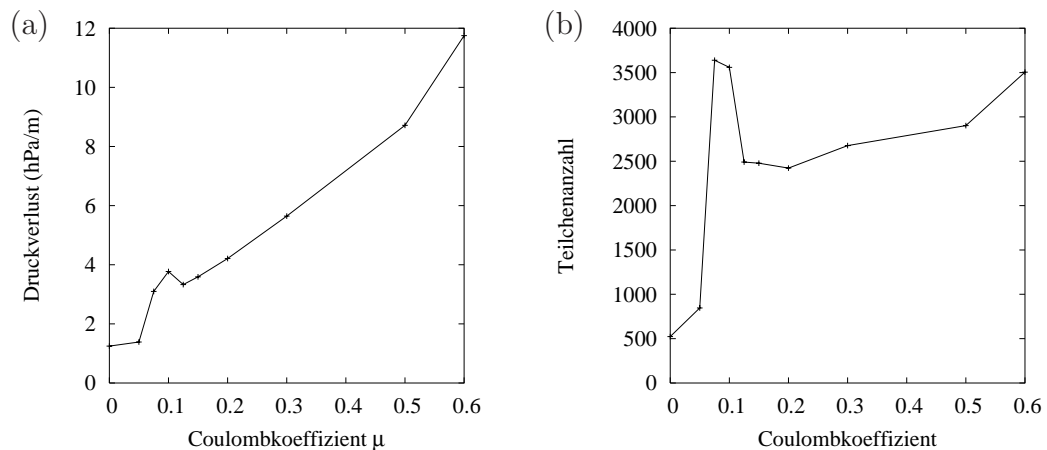 (a)
Druckverlust (hPa/m)
12
10
8
6
4
2
0
0 0.1 0.2 0.3 0.4 0.5 0.6
Coulombkoeffizient μ
(b)
Teilchenanzahl
4000
3500
3000
2500
2000
1500
1000
500
0
0 0.1 0.2 0.3 0.4 0.5 0.6
Coulombkoeffizient